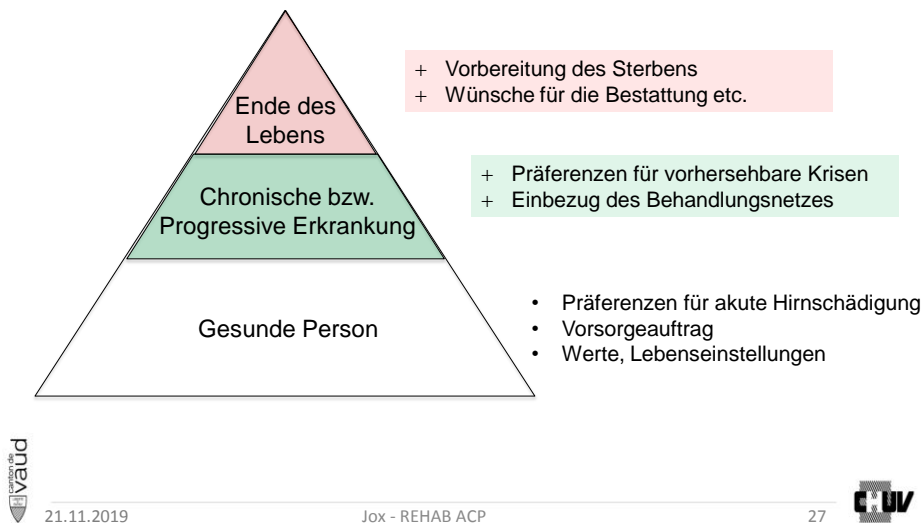 Ende des
Lebens
+ Vorbereitung des Sterbens
+ Wünsche für die Bestattung etc.
Chronische bzw.
Progressive Erkrankung
+ Präferenzen für vorhersehbare Krisen
+ Einbezug des Behandlungsnetzes
Gesunde Person
• Präferenzen für akute Hirnschädigung
• Vorsorgeauftrag
• Werte, Lebenseinstellungen
canton de
vaud
21.11.2019 Jox - REHAB ACP 27
CHUV